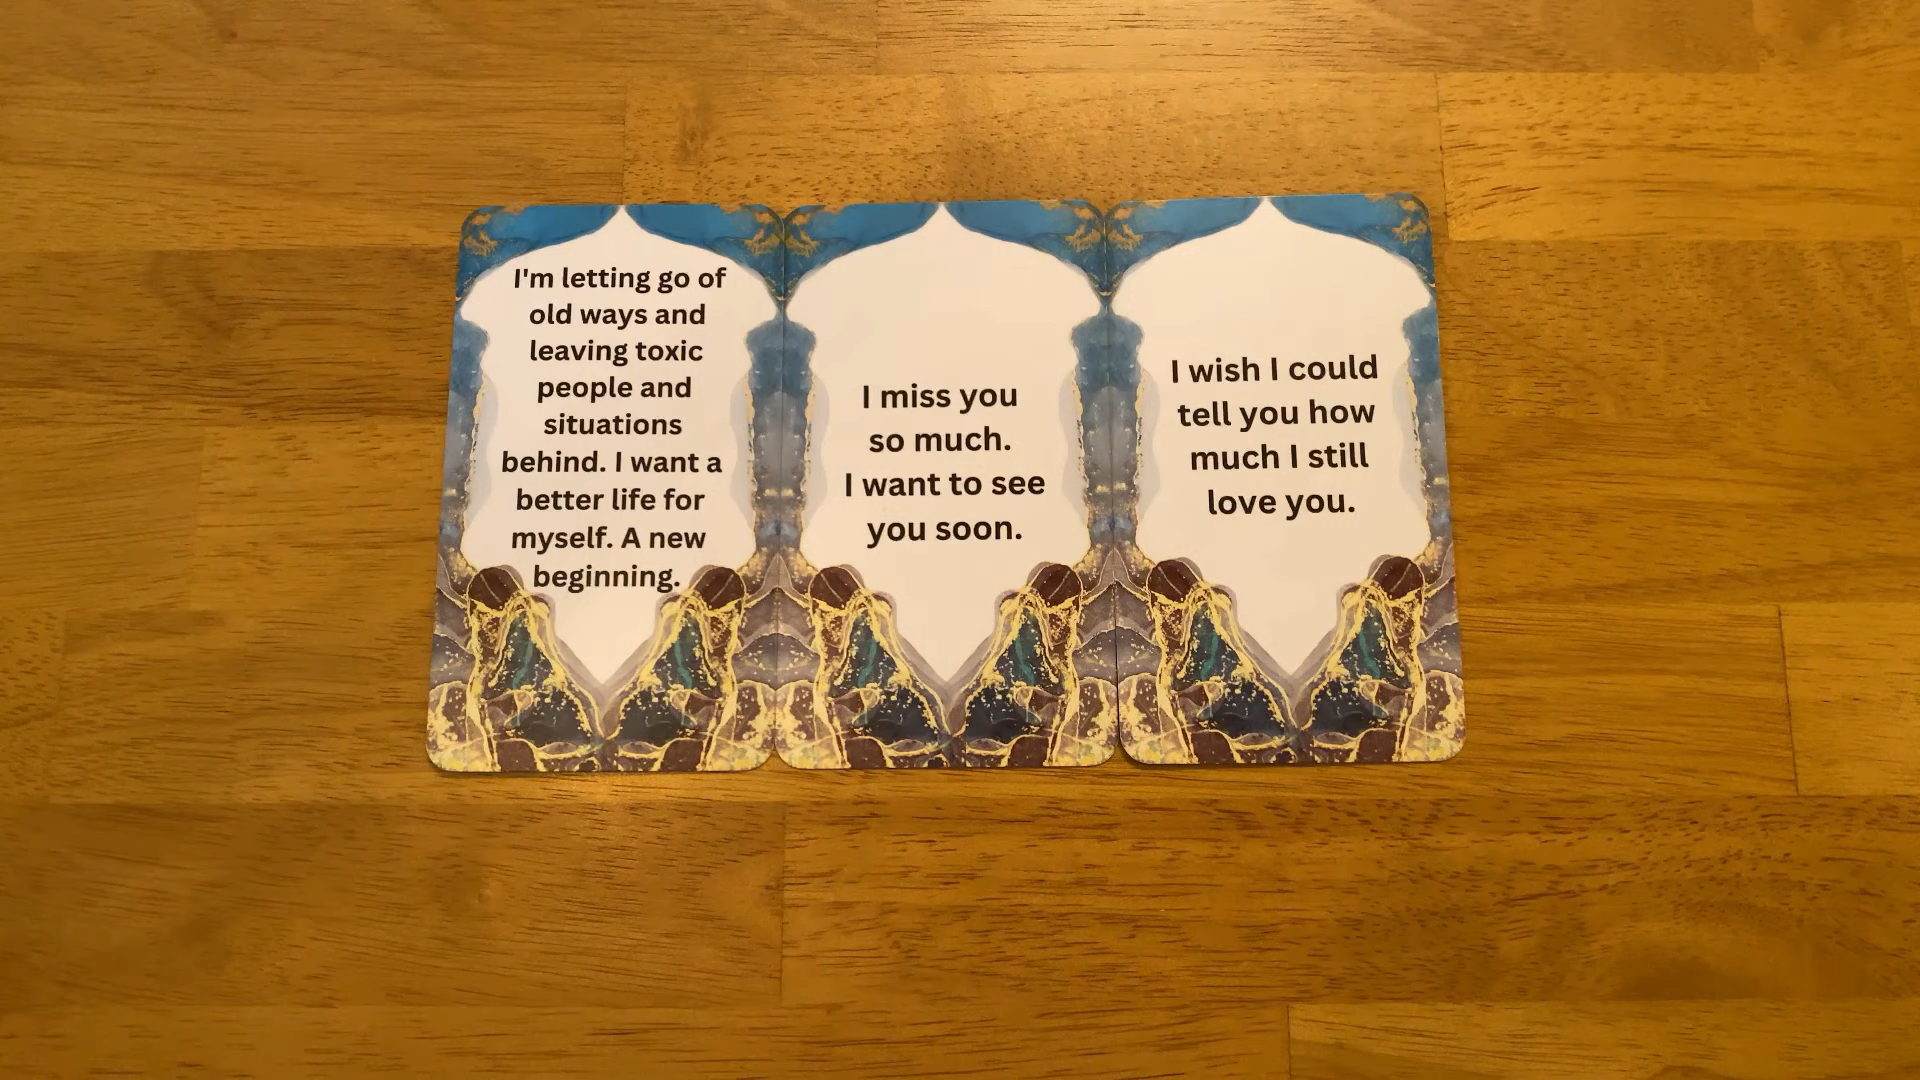 I'm letting go of
old ways and
leaving toxic
people and
situations
behind. I want a
better life for
myself. A new
beginning.
I miss you
so much.
I want to see
you soon.
I wish I could
tell you how
much I still
love you.